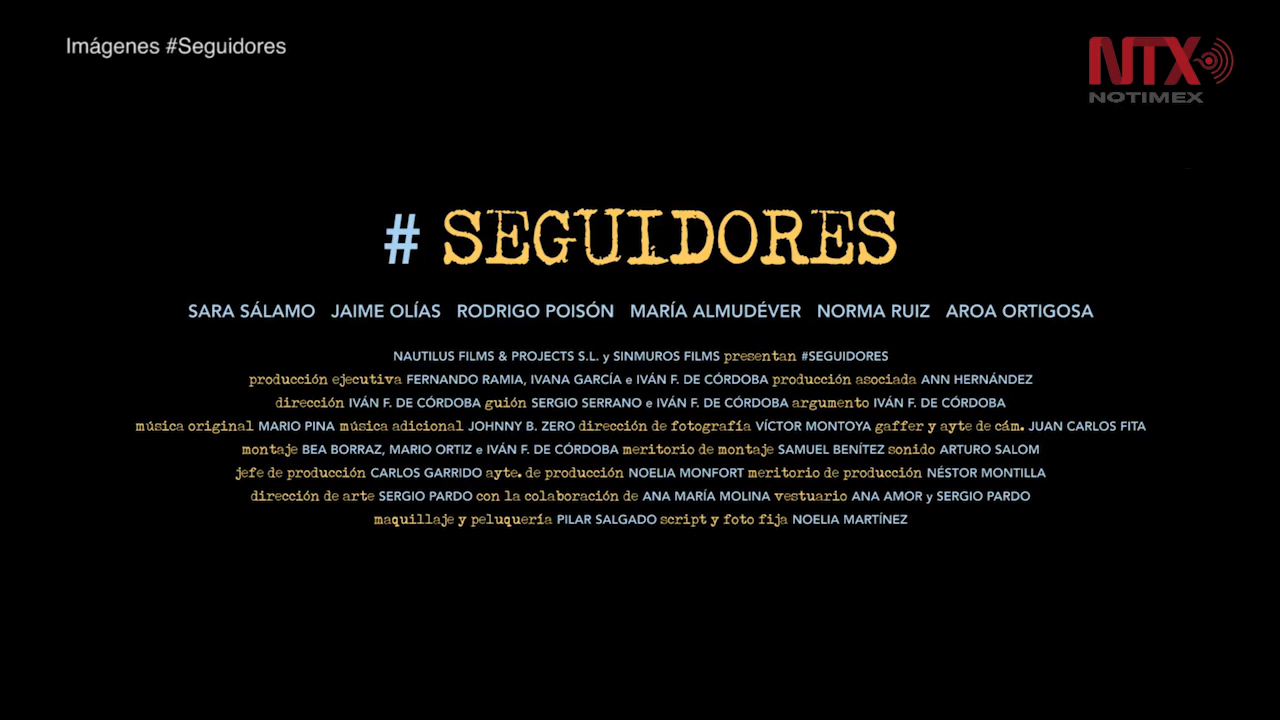 Imágenes #Seguidores
NTX
NOTIMEX
# SEGUIDORES
SARA SÁLAMO JAIME OLÍAS RODRIGO POISÓN MARÍA ALMUDÉVER NORMA RUIZ AROA ORTIGOSA
NAUTILUS FILMS & PROJECTS S.L. y SINMUROS FILMS presentan #SEGUIDORES
producción ejecutiva FERNANDO RAMIA, IVANA GARCÍA e IVÁN F. DE CÓRDOBA producción asociada ANN HERNÁNDEZ
dirección IVÁN F. DE CÓRDOBA guión SERGIO SERRANO e IVÁN F. DE CÓRDOBA argumento IVÁN F. DE CÓRDOBA
música original MARIO PINA música adicional JOHNNY B. ZERO dirección de fotografía VÍCTOR MONTOYA gaffer y ayte de cám. JUAN CARLOS FITA
montaje BEA BORRAZ, MARIO ORTIZ e IVÁN F. DE CÓRDOBA meritorio de montaje SAMUEL BENÍTEZ sonido ARTURO SALOM
jefe de producción CARLOS GARRIDO ayte. de producción NOELIA MONFORT meritorio de producción NÉSTOR MONTILLA
dirección de arte SERGIO PARDO con la colaboración de ANA MARÍA MOLINA vestuario ANA AMOR y SERGIO PARDO
maquillaje y peluquería PILAR SALGADO script y foto fija NOELIA MARTÍNEZ